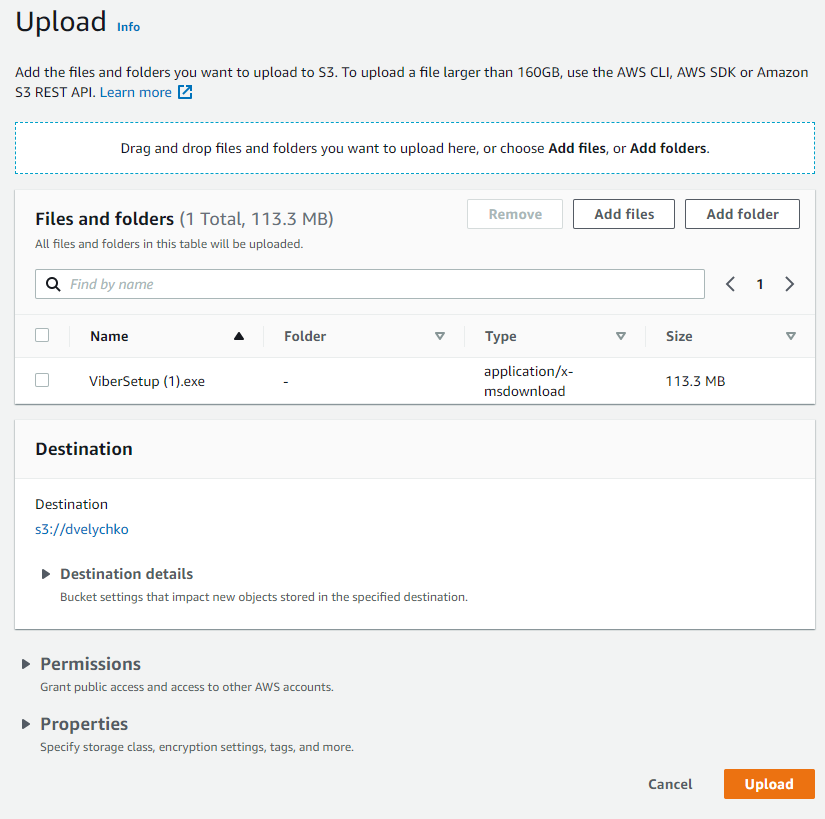 Upload Info
Add the files and folders you want to upload to S3. To upload a file larger than 160GB, use the AWS CLI, AWS SDK or Amazon
S3 REST API. Learn more
Drag and drop files and folders you want to upload here, or choose Add files, or Add folders.
Files and folders (1 Total, 113.3 MB)
Remove Add files Add folder
All files and folders in this table will be uploaded.
Find by name
1
Name Folder Type Size
ViberSetup (1).exe - application/x-
msdownload 113.3 MB
Destination
Destination
s3://dvelychko
Destination details
Bucket settings that impact new objects stored in the specified destination.
Permissions
Grant public access and access to other AWS accounts.
Properties
Specify storage class, encryption settings, tags, and more.
Cancel Upload